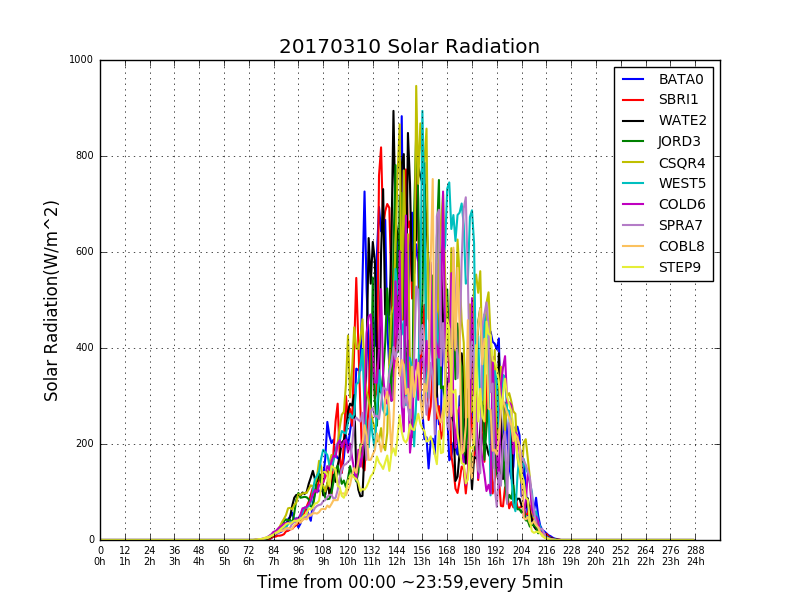 20170310 Solar Radiation
1000
800
600
400
200
0
Solar Radiation(W/m^2)
BATA0
SBRI1
WATE2
JORD3
CSQR4
WEST5
COLD6
SPRA7
COBL8
STEP9
0 12 24 36 48 60 72 84 96 108 120 132 144 156 168 180 192 204 216 228 240 252 264 276 288
0h 1h 2h 3h 4h 5h 6h 7h 8h 9h 10h 11h 12h 13h 14h 15h 16h 17h 18h 19h 20h 21h 22h 23h 24h
Time from 00:00 ~23:59,every 5min